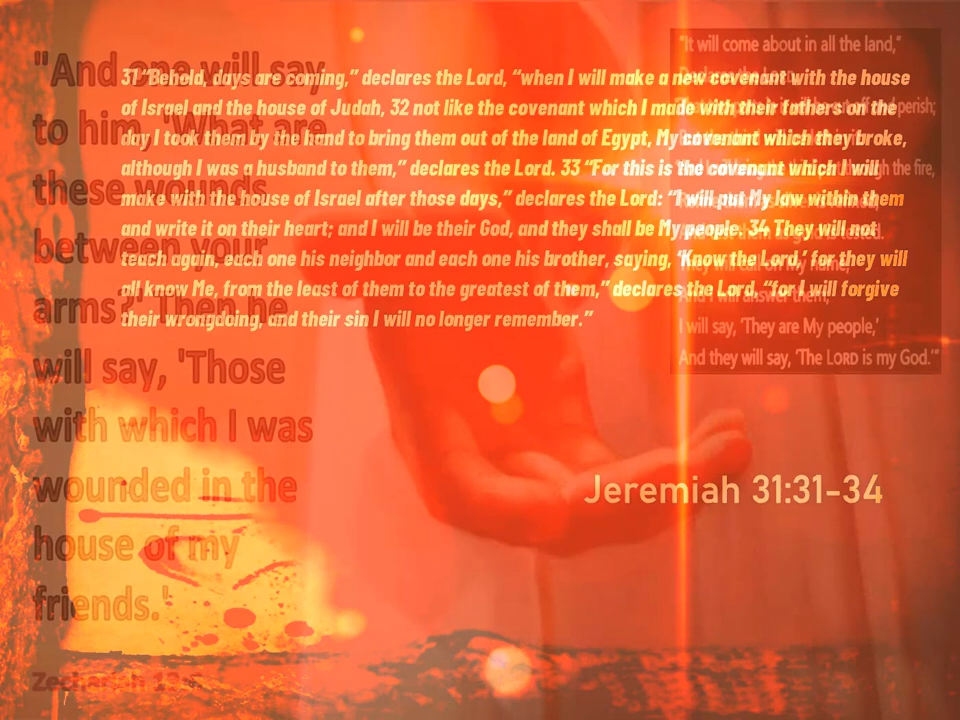 "And one will say
to him, 'What are
these wounds
between your
arms?' Then he
will say, 'Those
with which I was
wounded in the
house of my
friends.'
Zechariah 13:6
31 “Behold, days are coming,” declares the Lord, “when I will make a new covenant with the house
of Israel and the house of Judah, 32 not like the covenant which I made with their fathers on the
day I took them by the hand to bring them out of the land of Egypt, My covenant which they broke,
although I was a husband to them,” declares the Lord. 33 “For this is the covenant which I will
make with the house of Israel after those days,” declares the Lord: “I will put My law within them
and write it on their heart; and I will be their God, and they shall be My people. 34 They will not
teach again, each one his neighbor and each one his brother, saying, ‘Know the Lord,’ for they will
all know Me, from the least of them to the greatest of them,” declares the Lord, “for I will forgive
their wrongdoing, and their sin I will no longer remember.”
Jeremiah 31:31-34
"It will come about in all the land,"
perish;
the fire,
They will call on My name,
And I will answer them;
I will say, 'They are My people,'
And they will say, 'The LORD is my God.'"